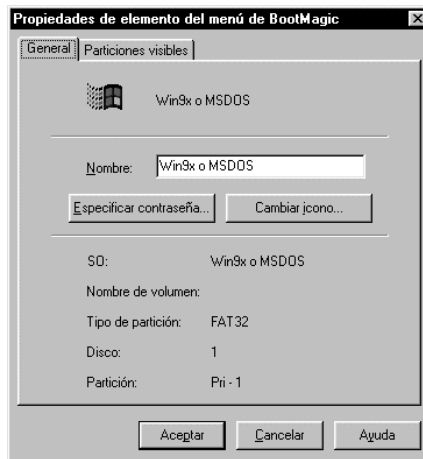 Propiedades de elemento del menú de BootMagic
General Particiones visibles
Win9x o MSDOS
Nombre: Win9x o MSDOS
Especificar contraseña... Cambiar icono...
SO: Win9x o MSDOS
Nombre de volumen:
Tipo de partición: FAT32
Disco: 1
Partición: Pri - 1
Aceptar Cancelar Ayuda